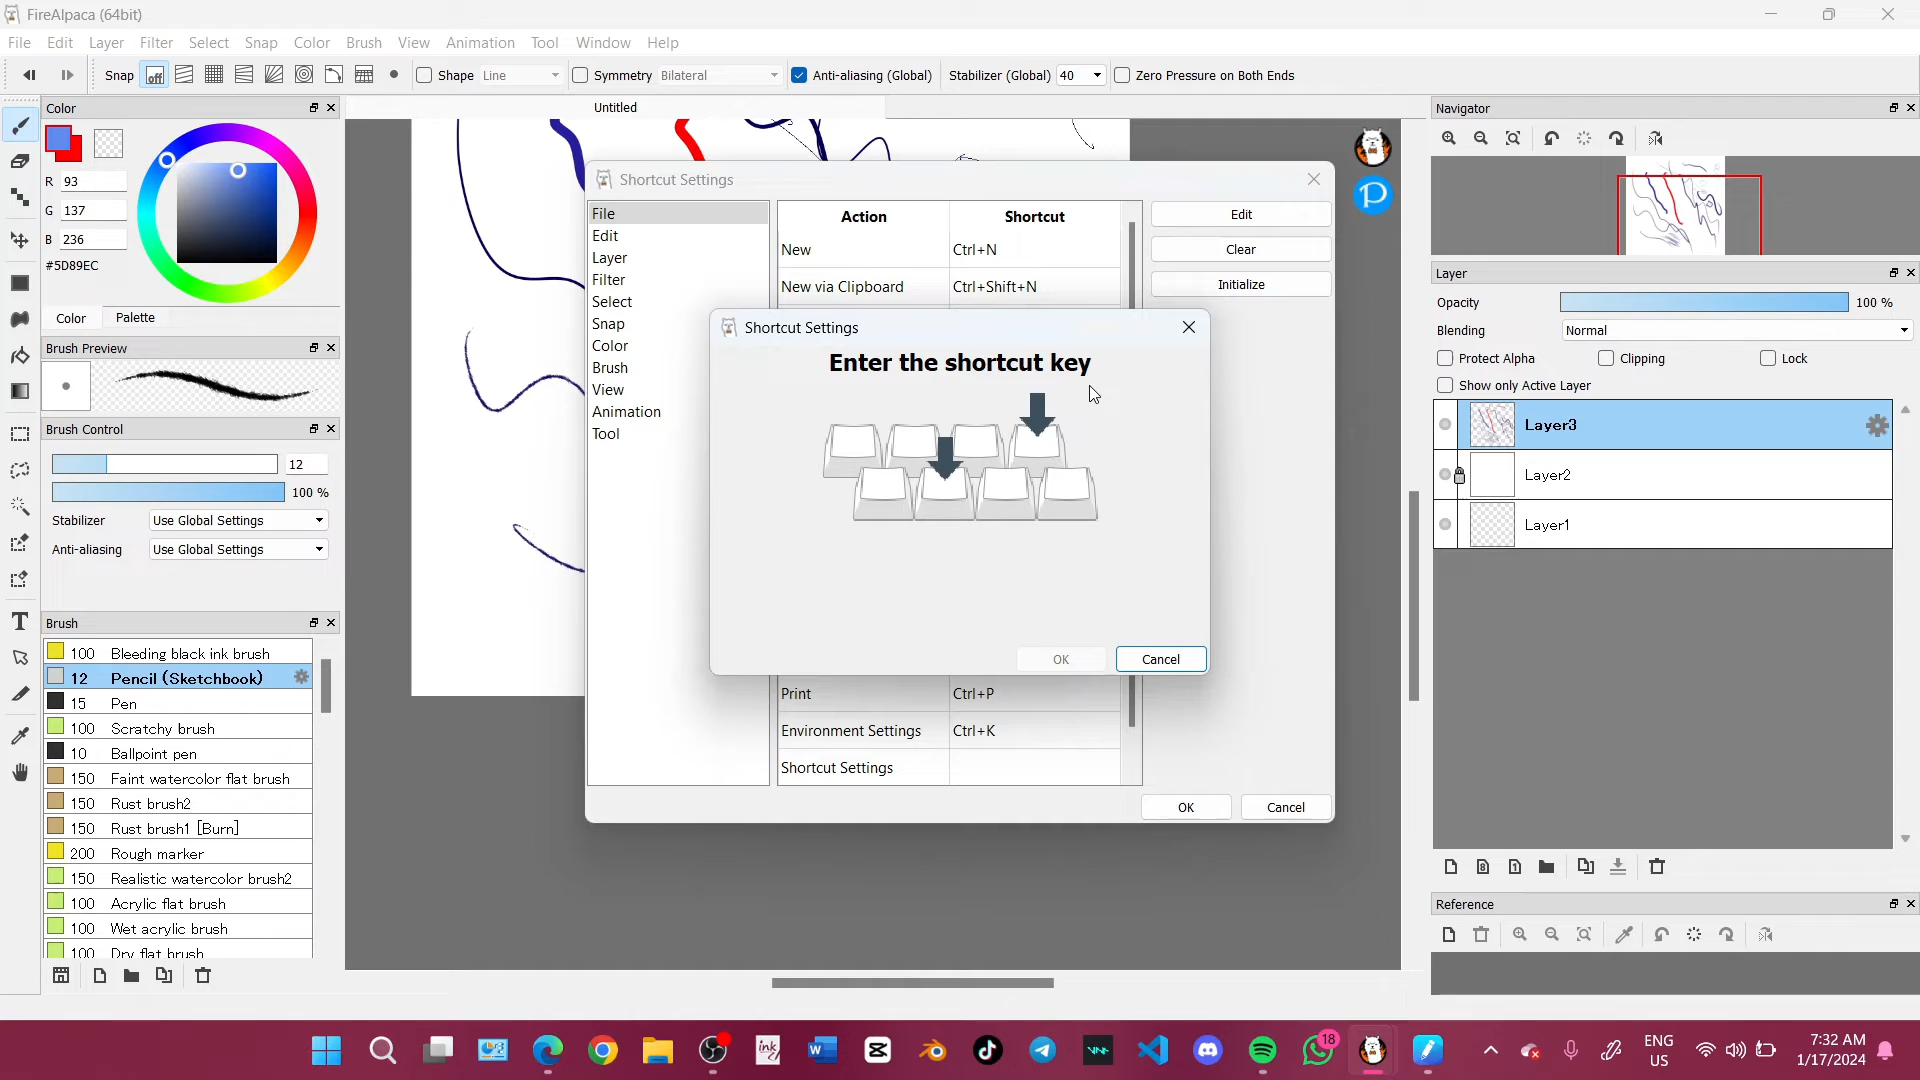 FireAlpaca (64bit)
File Edit Layer Filter Select Snap Color Brush View Animation Tool Window Help
Snap off Shape Line Symmetry Bilateral Anti-aliasing (Global) Stabilizer (Global) 40 Zero Pressure on Both Ends
Color
Untitled
Navigator
R 93
G 137
B 236
#5D89EC
Color Palette
Brush Preview
Brush Control
12
100 %
Stabilizer Use Global Settings
Anti-aliasing Use Global Settings
Brush
100 Bleeding black ink brush
12 Pencil (Sketchbook)
15 Pen
100 Scratchy brush
10 Ballpoint pen
150 Faint watercolor flat brush
150 Rust brush2
150 Rust brush1 [Burn]
200 Rough marker
150 Realistic watercolor brush2
100 Acrylic flat brush
100 Wet acrylic brush
100 Dry flat brush
Shortcut Settings
File
Edit
Layer
Filter
Select
Snap
Color
Brush
View
Animation
Tool
Action Shortcut
New Ctrl+N
New via Clipboard Ctrl+Shift+N
Edit
Clear
Initialize
Shortcut Settings
Enter the shortcut key
OK Cancel
Print Ctrl+P
Environment Settings Ctrl+K
Shortcut Settings
OK Cancel
Layer
Opacity 100 %
Blending Normal
Protect Alpha Clipping Lock
Show only Active Layer
Layer3
Layer2
Layer1
8 1
Reference
ink/
18
ENG
US
7:32 AM
1/17/2024